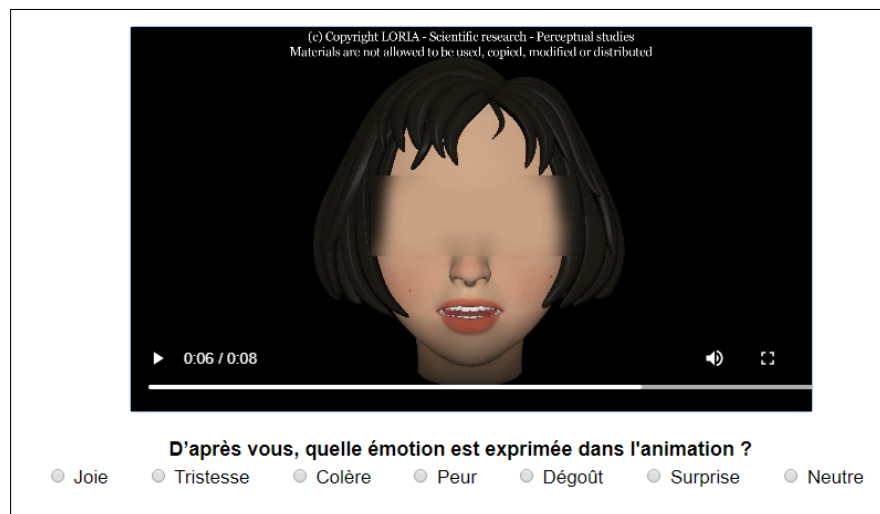 (c) Copyright LORIA - Scientific research - Perceptual studies
Materials are not allowed to be used, copied, modified or distributed
0:06 / 0:08
D'après vous, quelle émotion est exprimée dans l'animation ?
Joie Tristesse Colère Peur Dégoût Surprise Neutre